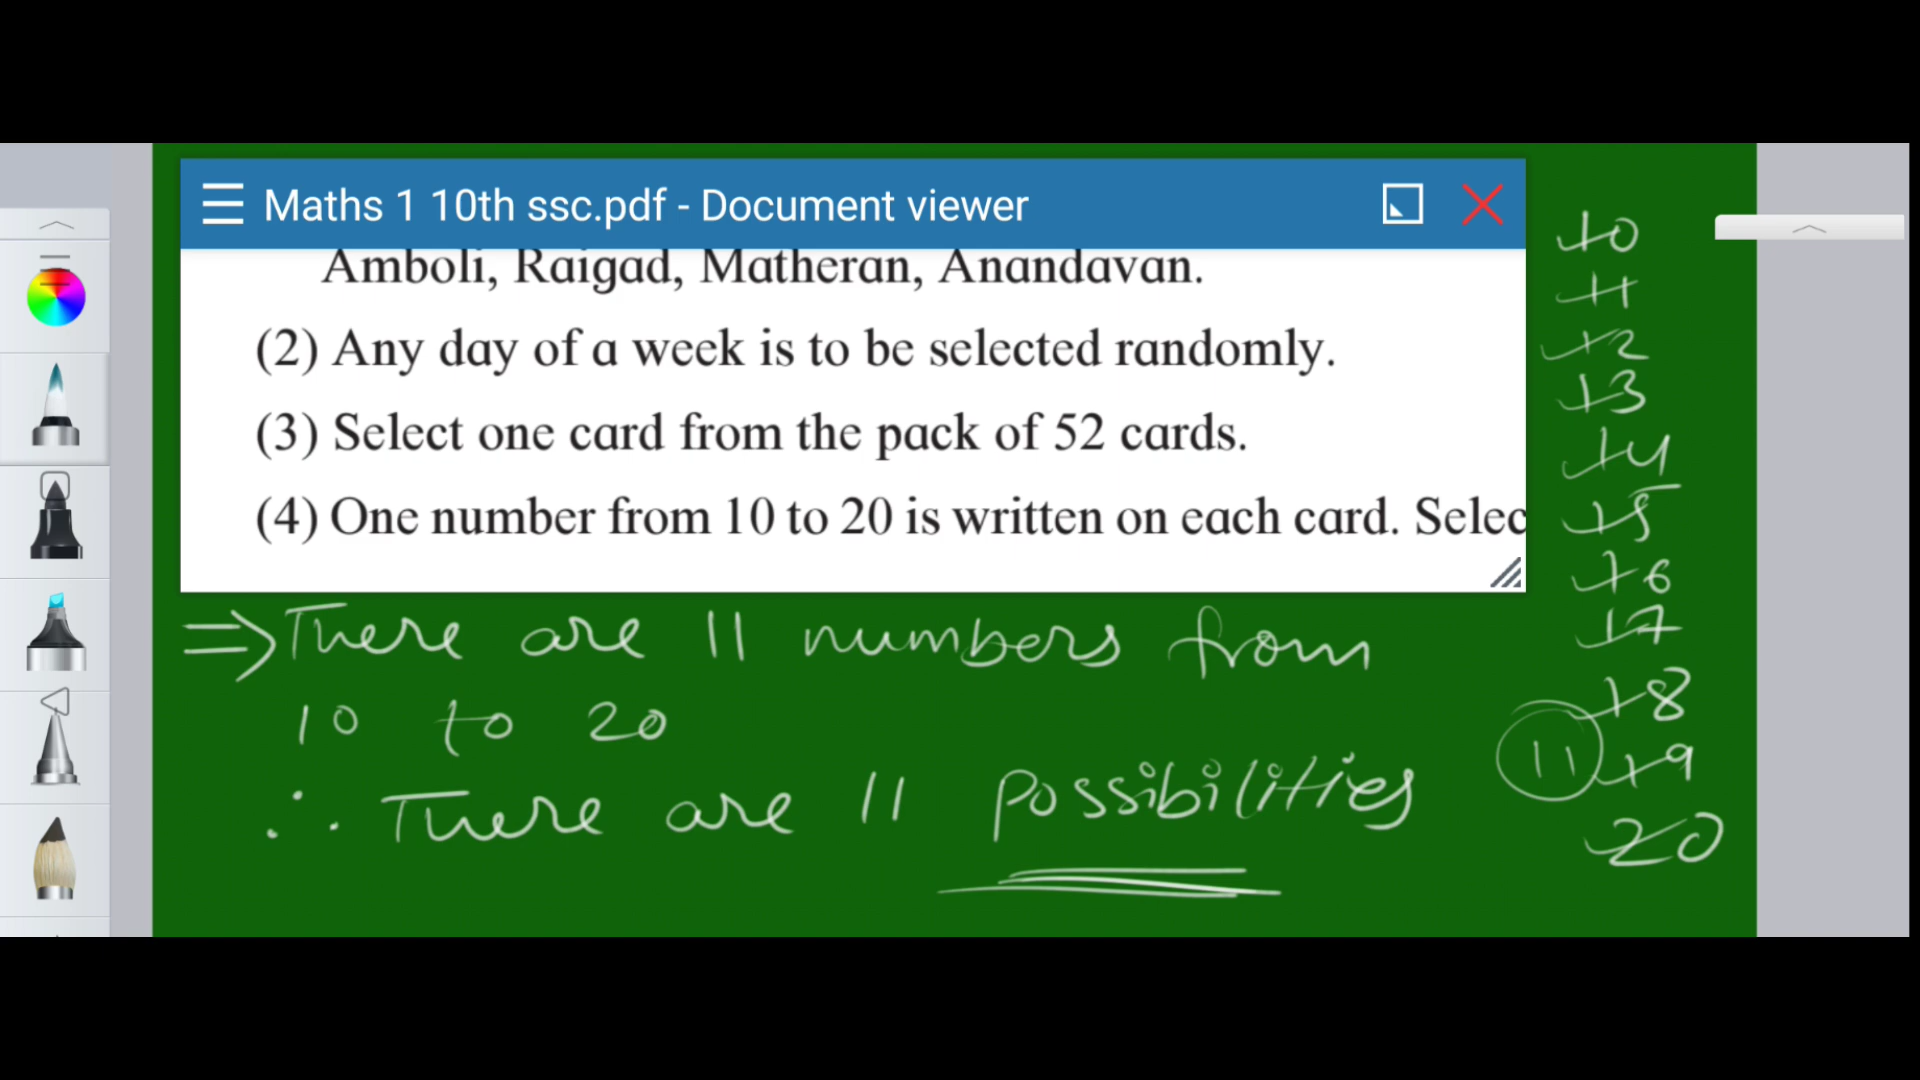 Maths 1 10th ssc.pdf - Document viewer
Amboli, Raigad, Matheran, Anandavan.
(2) Any day of a week is to be selected randomly.
(3) Select one card from the pack of 52 cards.
(4) One number from 10 to 20 is written on each card. Selec
⇒ There are 11 numbers from
10 to 20
∴ There are 11 possibilities
10
11
12
13
14
15
16
17
18
19
20
11